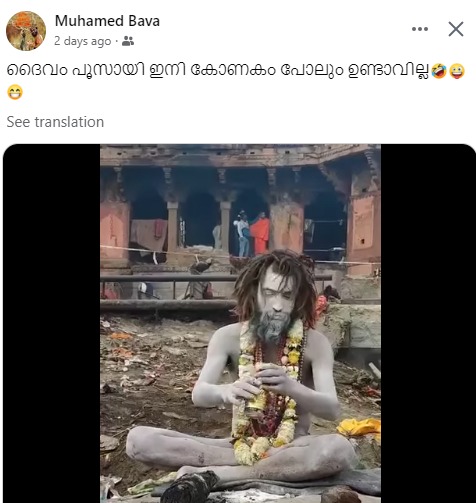 Muhamed Bava
2 days ago ·
ദൈവം പൂസായി ഇനി കോണകം പോലും ഉണ്ടാവില്ല🤣😜
😁
See translation